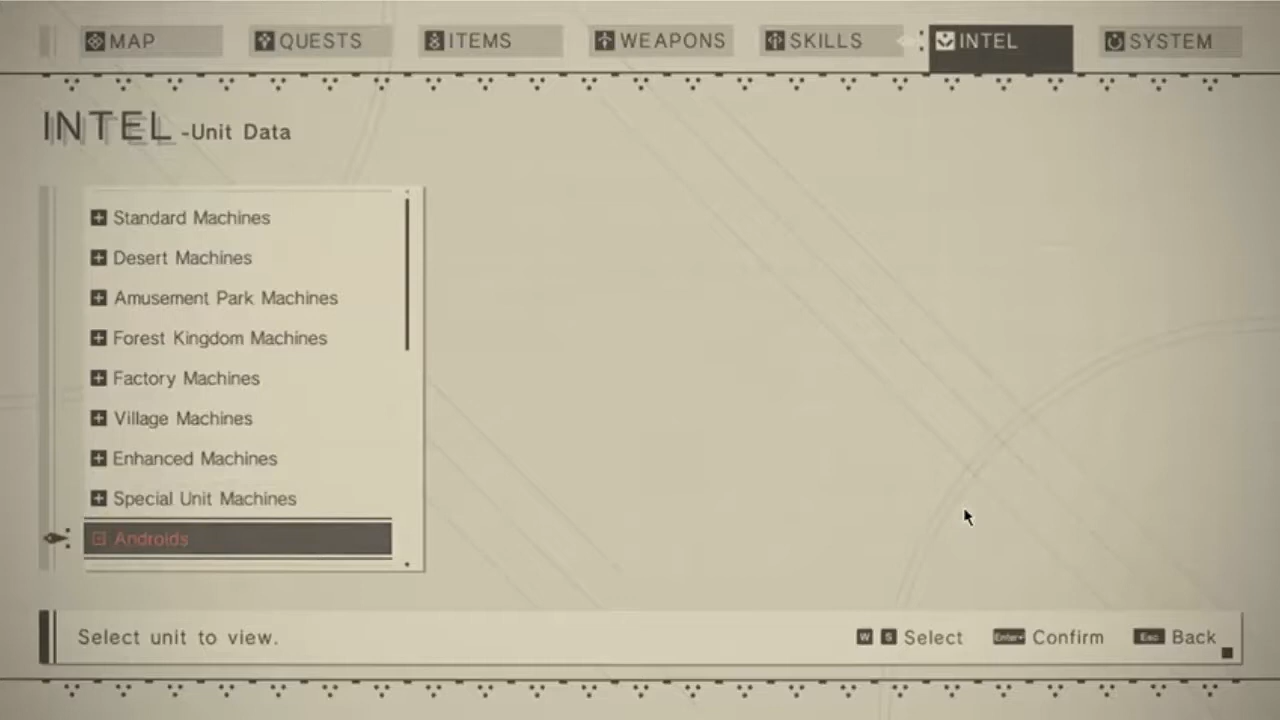 MAP QUESTS ITEMS WEAPONS SKILLS INTEL SYSTEM
INTEL -Unit Data
Standard Machines
Desert Machines
Amusement Park Machines
Forest Kingdom Machines
Factory Machines
Village Machines
Enhanced Machines
Special Unit Machines
Androids
Select unit to view.
W S Select Enter Confirm Esc Back